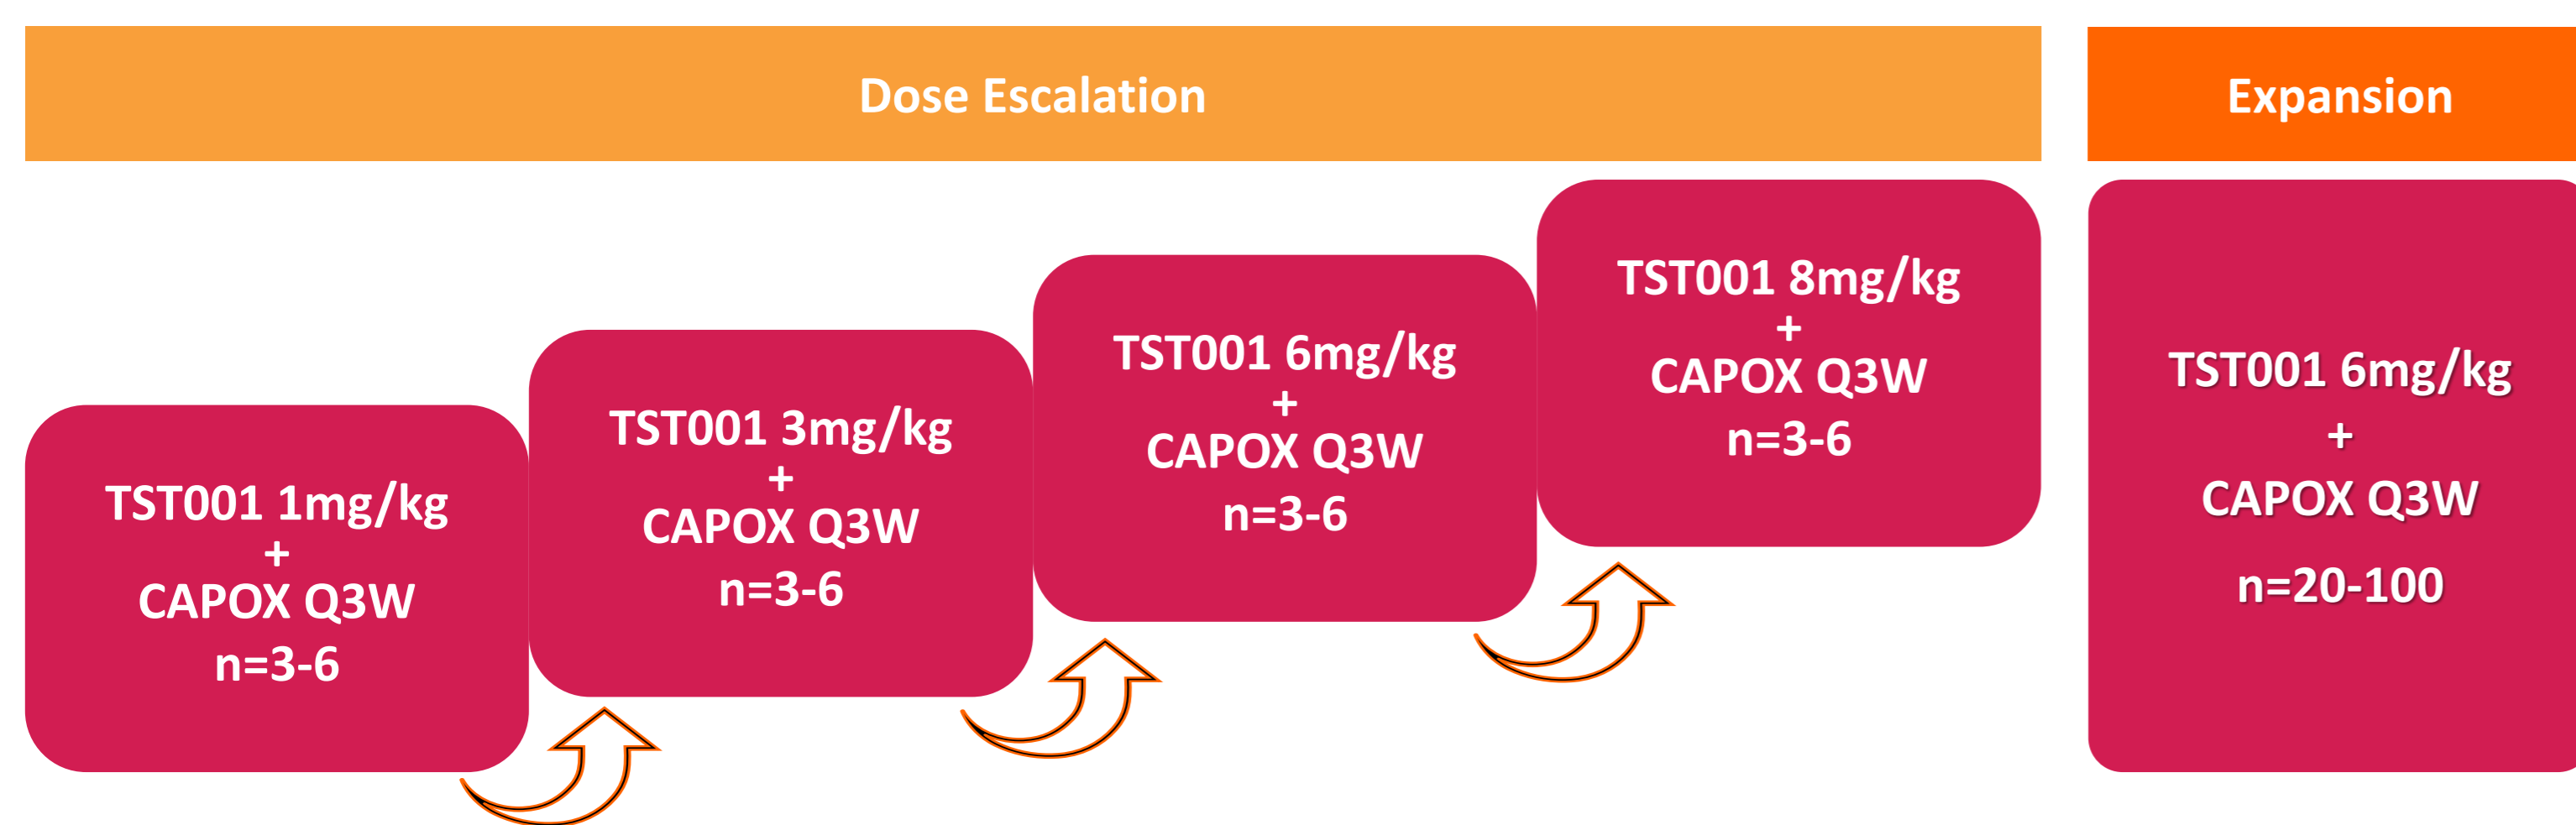 Dose Escalation
Expansion
TST001 1mg/kg
+
CAPOX Q3W
n=3-6
TST001 3mg/kg
+
CAPOX Q3W
n=3-6
TST001 6mg/kg
+
CAPOX Q3W
n=3-6
TST001 8mg/kg
+
CAPOX Q3W
n=3-6
TST001 6mg/kg
+
CAPOX Q3W
n=20-100